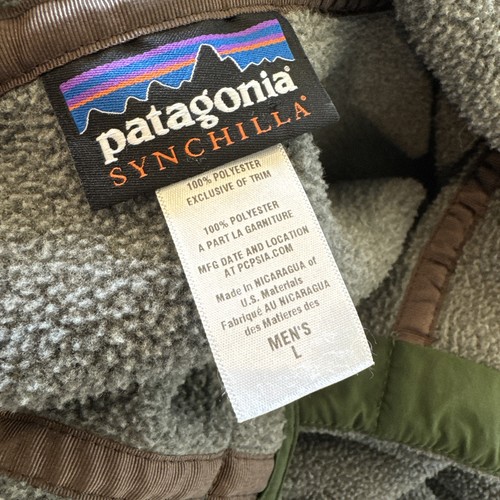 patagonia®
SYNCHILLA®
100% POLYESTER
EXCLUSIVE OF TRIM
100% POLYESTER
A PART LA GARNITURE
MFG DATE AND LOCATION
AT PCPSIA.COM
Made in NICARAGUA of
U.S. Materials
Fabriqué AU NICARAGUA
des Matieres des
MEN'S
L